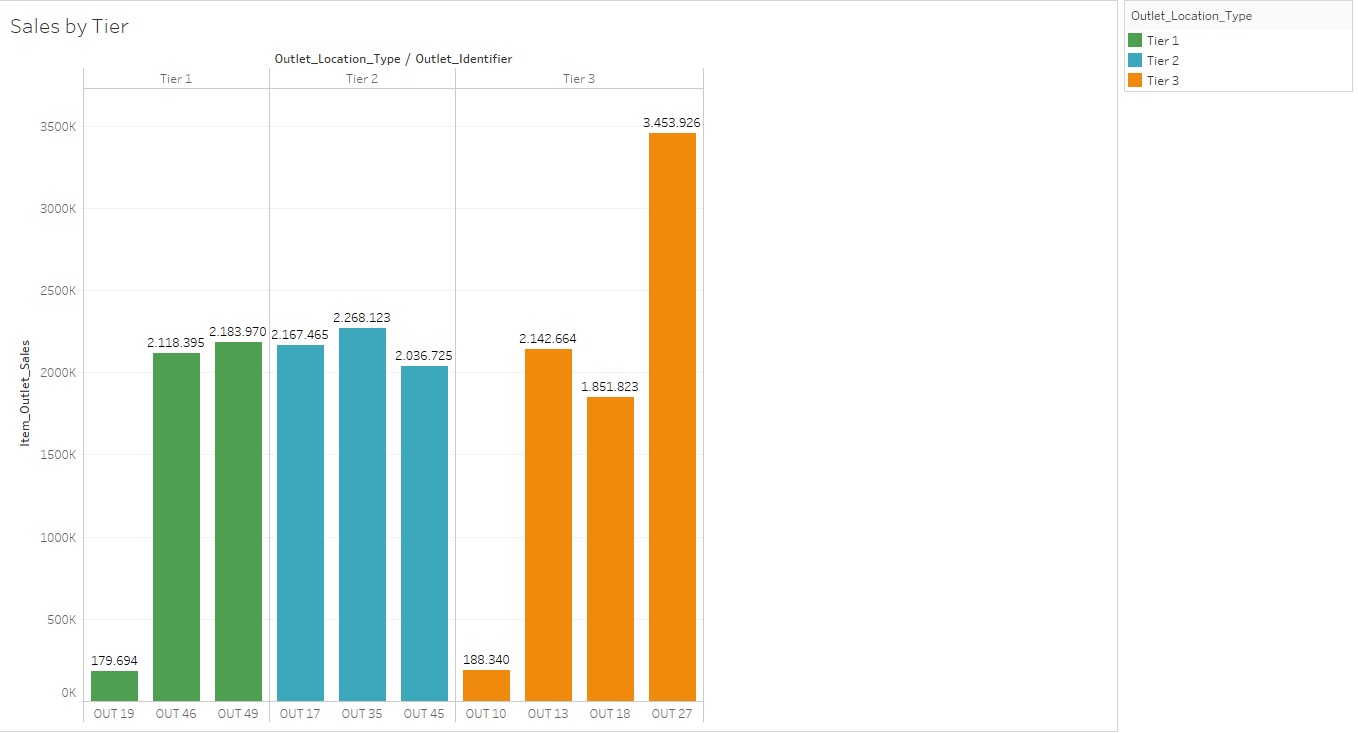 Sales by Tier
Outlet_Location_Type / Outlet_Identifier
Tier 1 Tier 2 Tier 3
Item_Outlet_Sales
3500K
3000K
2500K
2000K
1500K
1000K
500K
0K
179.694
2.118.395
2.183.970
2.167.465
2.268.123
2.036.725
188.340
2.142.664
1.851.823
3.453.926
OUT 19 OUT 46 OUT 49 OUT 17 OUT 35 OUT 45 OUT 10 OUT 13 OUT 18 OUT 27
Outlet_Location_Type
Tier 1
Tier 2
Tier 3